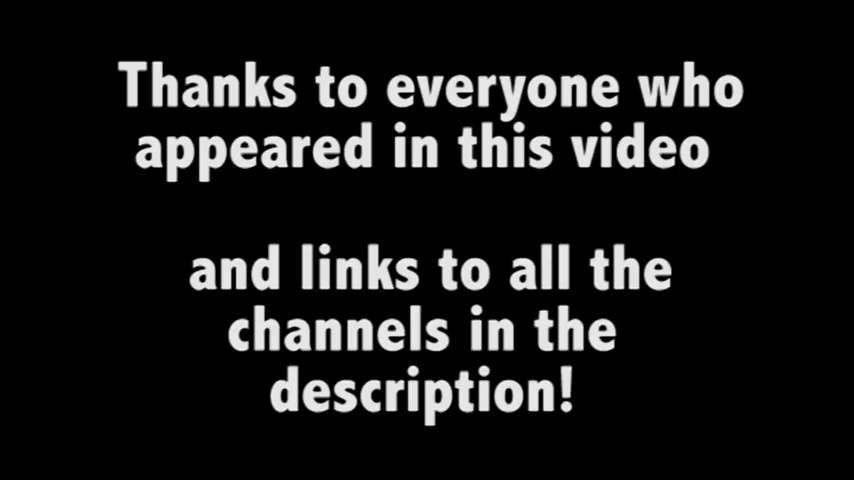 Thanks to everyone who
appeared in this video
and links to all the
channels in the
description!